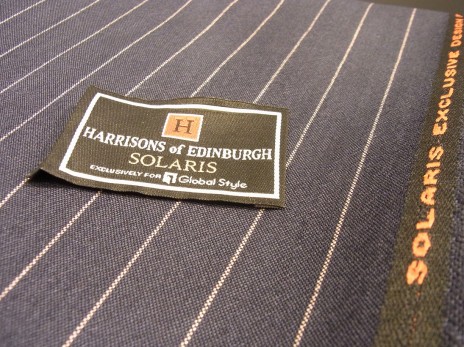 H
HARRISONS of EDINBURGH
SOLARIS
EXCLUSIVELY FOR Global Style
SOLARIS EXCLUSIVE DESIGN